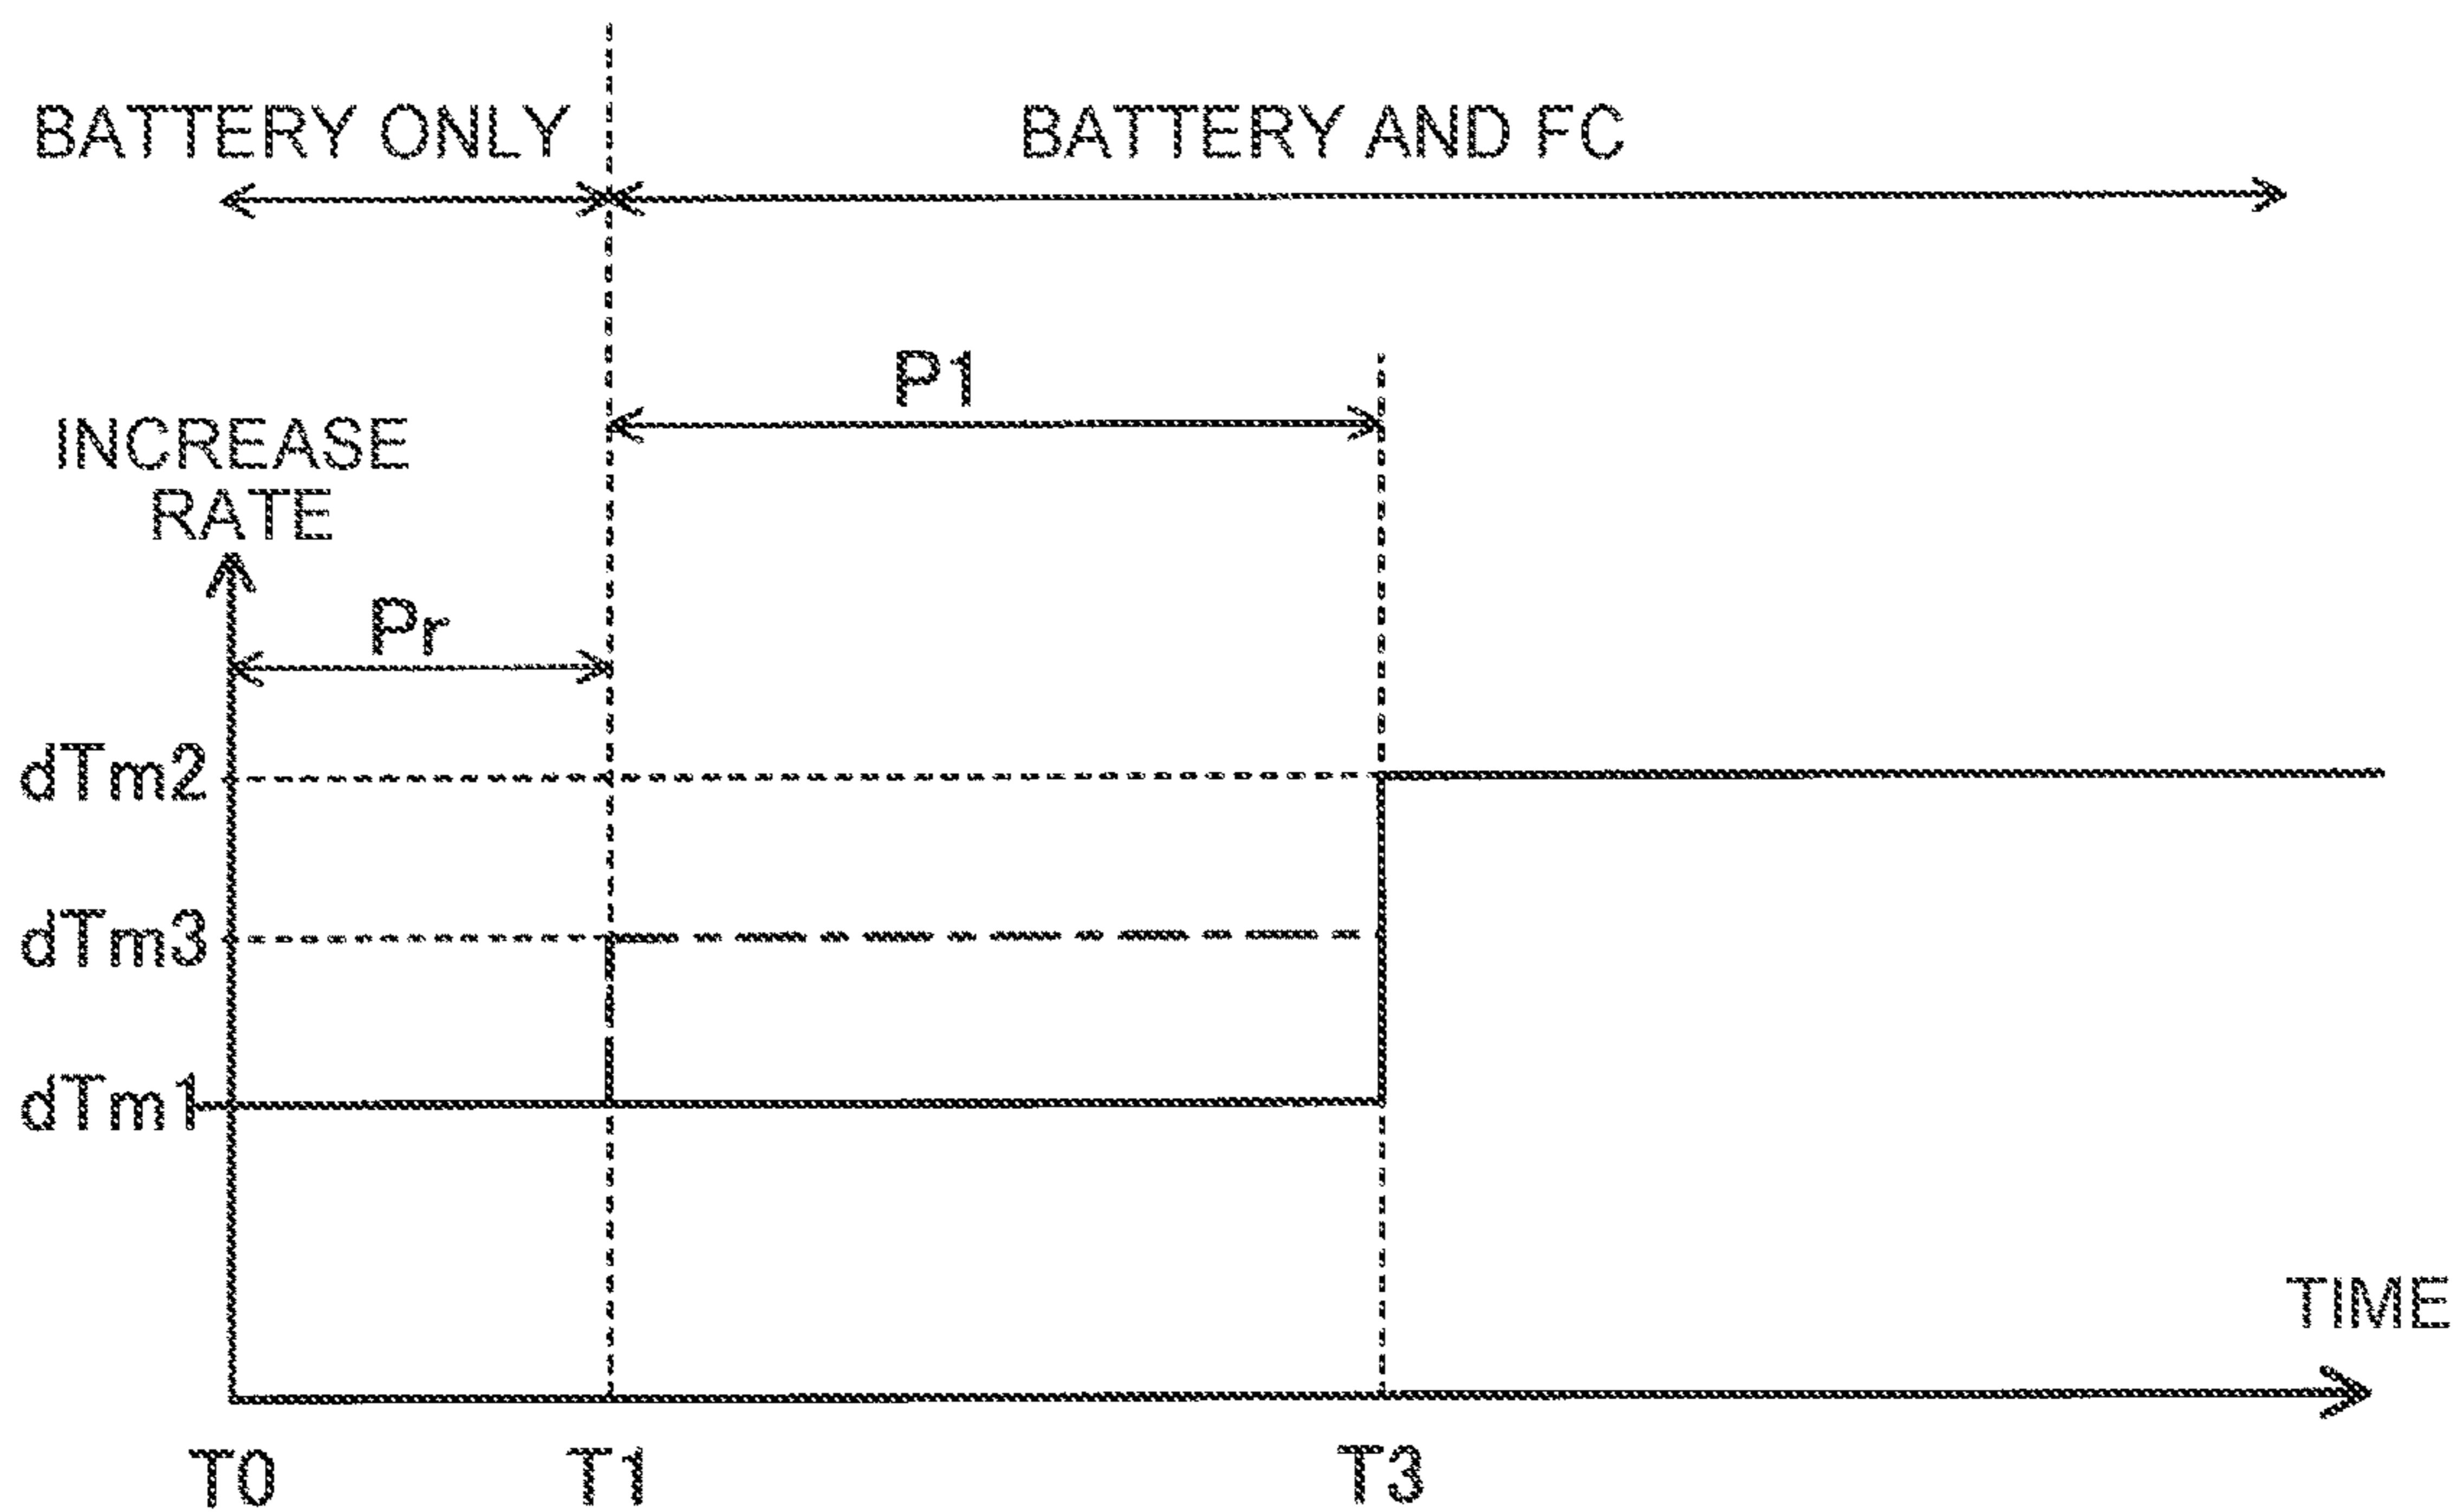 BATTERY ONLY
BATTERY AND FC
P1
INCREASE
RATE
Pr
dTm2
dTm3
dTm1
TIME
T0
T1
T3